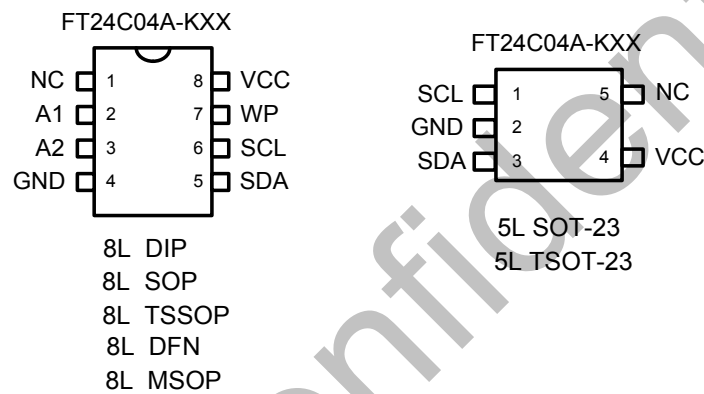 FT24C04A-KXX
NC 1 8 VCC
A1 2 7 WP
A2 3 6 SCL
GND 4 5 SDA
8L DIP
8L SOP
8L TSSOP
8L DFN
8L MSOP
FT24C04A-KXX
SCL 1 5 NC
GND 2
SDA 3 4 VCC
5L SOT-23
5L TSOT-23